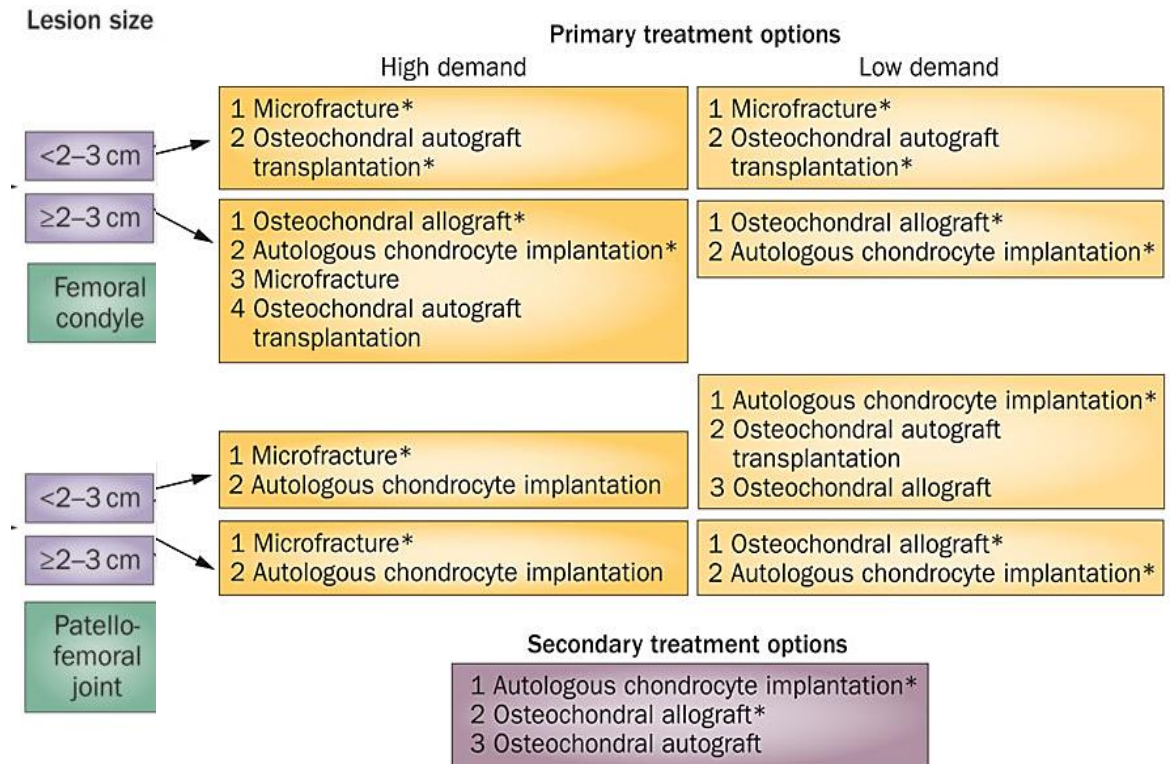 Lesion size
Primary treatment options
High demand
Low demand
<2–3 cm
1 Microfracture*
2 Osteochondral autograft
transplantation*
1 Microfracture*
2 Osteochondral autograft
transplantation*
≥2–3 cm
1 Osteochondral allograft*
2 Autologous chondrocyte implantation*
3 Microfracture
4 Osteochondral autograft
transplantation
1 Osteochondral allograft*
2 Autologous chondrocyte implantation*
Femoral
condyle
<2–3 cm
1 Microfracture*
2 Autologous chondrocyte implantation
1 Autologous chondrocyte implantation*
2 Osteochondral autograft
transplantation
3 Osteochondral allograft
≥2–3 cm
1 Microfracture*
2 Autologous chondrocyte implantation
1 Osteochondral allograft*
2 Autologous chondrocyte implantation*
Patello-
femoral
joint
Secondary treatment options
1 Autologous chondrocyte implantation*
2 Osteochondral allograft*
3 Osteochondral autograft